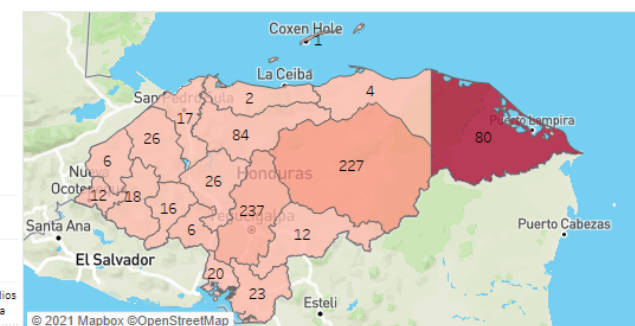 Coxen Hole
1
La Ceiba
San Pedro Sula
2
4
17
Puerto Lempira
26
84
80
6
227
Nueva
Ocotepeque
26
Honduras
12
18
16
237
Tegucigalpa
Santa Ana
6
12
Puerto Cabezas
El Salvador
20
23
Esteli
dios
a
© 2021 Mapbox © OpenStreetMap